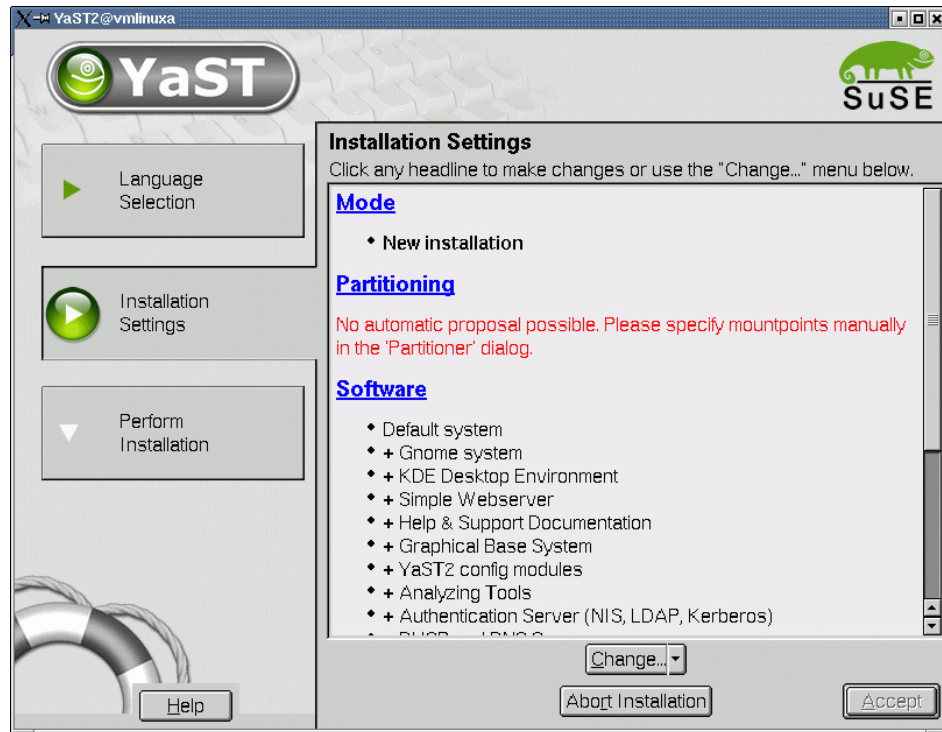 YaST2@vmlinuxa
YaST
SuSE
Language
Selection
Installation
Settings
Perform
Installation
Help
Installation Settings
Click any headline to make changes or use the "Change..." menu below.
Mode
New installation
Partitioning
No automatic proposal possible. Please specify mountpoints manually
in the 'Partitioner' dialog.
Software
Default system
+ Gnome system
+ KDE Desktop Environment
+ Simple Webserver
+ Help & Support Documentation
+ Graphical Base System
+ YaST2 config modules
+ Analyzing Tools
+ Authentication Server (NIS, LDAP, Kerberos)
Change...
Abort Installation
Accept